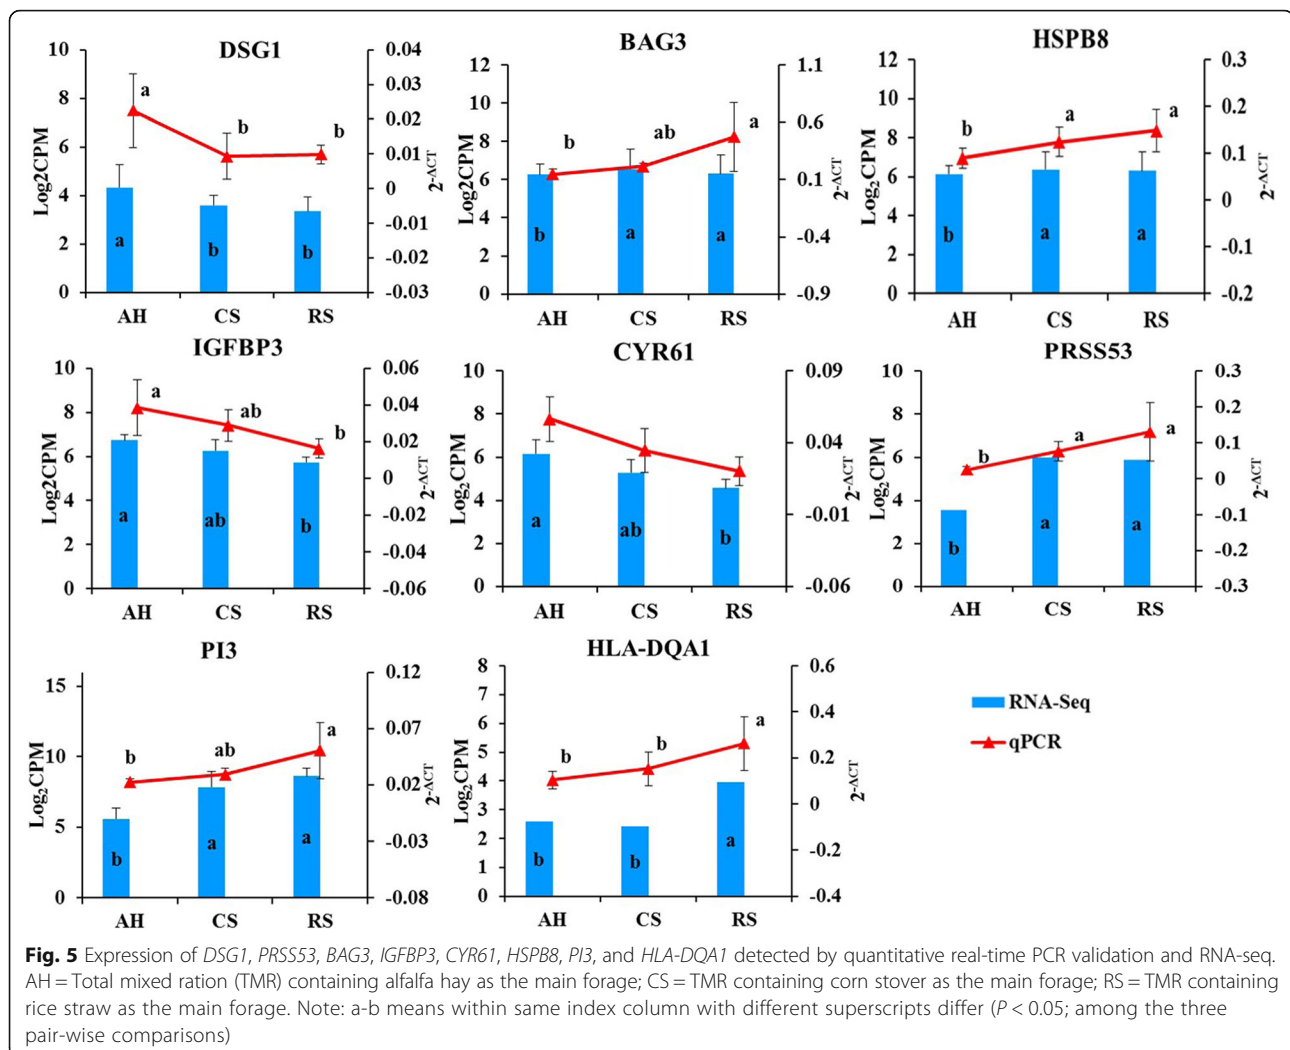 DSG1
10
8
6
4
2
0
Log2CPM
a
b
b
a
b
b
0.04
0.03
0.02
0.01
0
-0.01
-0.02
-0.03
2-ΔCT
AH CS RS
BAG3
12
10
8
6
4
2
0
Log2CPM
b
ab
a
b
a
a
1.1
0.6
0.1
-0.4
-0.9
2-ΔCT
AH CS RS
HSPB8
12
10
8
6
4
2
0
Log2CPM
b
a
a
b
a
a
0.3
0.2
0.1
0
-0.1
-0.2
2-ΔCT
AH CS RS
IGFBP3
10
8
6
4
2
0
Log2CPM
a
ab
b
a
ab
b
0.06
0.04
0.02
0
-0.02
-0.04
-0.06
2-ΔCT
AH CS RS
CYR61
10
8
6
4
2
0
Log2CPM
a
ab
b
0.09
0.04
-0.01
-0.06
2-ΔCT
AH CS RS
PRSS53
10
8
6
4
2
0
Log2CPM
b
a
a
b
a
a
0.3
0.2
0.1
0
-0.1
-0.2
-0.3
2-ΔCT
AH CS RS
PI3
15
10
5
0
Log2CPM
b
ab
a
b
a
a
0.12
0.07
0.02
-0.03
-0.08
2-ΔCT
AH CS RS
HLA-DQA1
8
7
6
5
4
3
2
1
0
Log2CPM
b
b
a
b
b
a
0.6
0.4
0.2
0
-0.2
-0.4
2-ΔCT
AH CS RS
RNA-Seq
qPCR
Fig. 5 Expression of DSG1, PRSS53, BAG3, IGFBP3, CYR61, HSPB8, PI3, and HLA-DQA1 detected by quantitative real-time PCR validation and RNA-seq.
AH = Total mixed ration (TMR) containing alfalfa hay as the main forage; CS = TMR containing corn stover as the main forage; RS = TMR containing
rice straw as the main forage. Note: a-b means within same index column with different superscripts differ (P < 0.05; among the three
pair-wise comparisons)